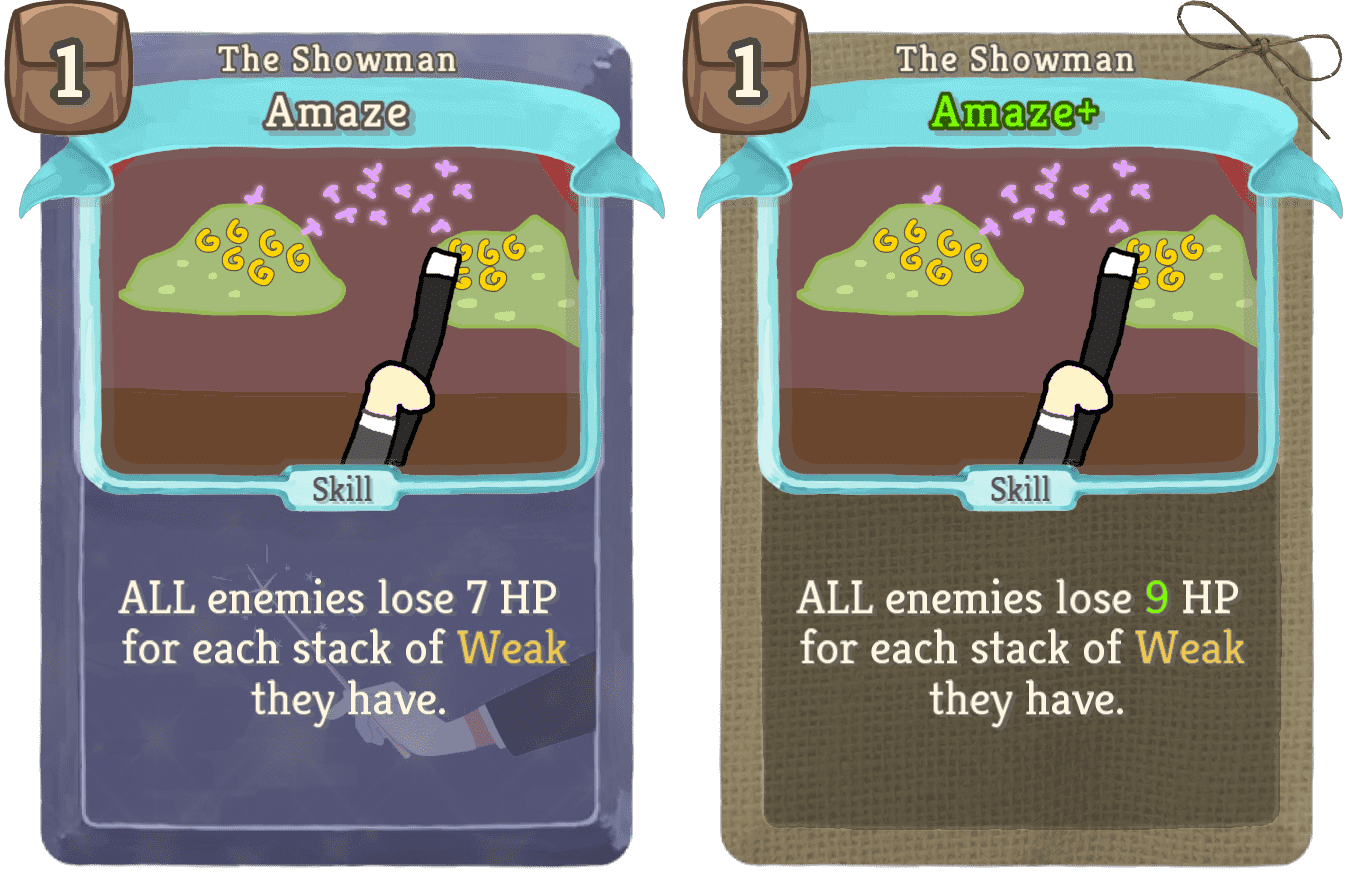 1
The Showman
Amaze
Skill
ALL enemies lose 7 HP
for each stack of Weak
they have.
1
The Showman
Amaze+
Skill
ALL enemies lose 9 HP
for each stack of Weak
they have.